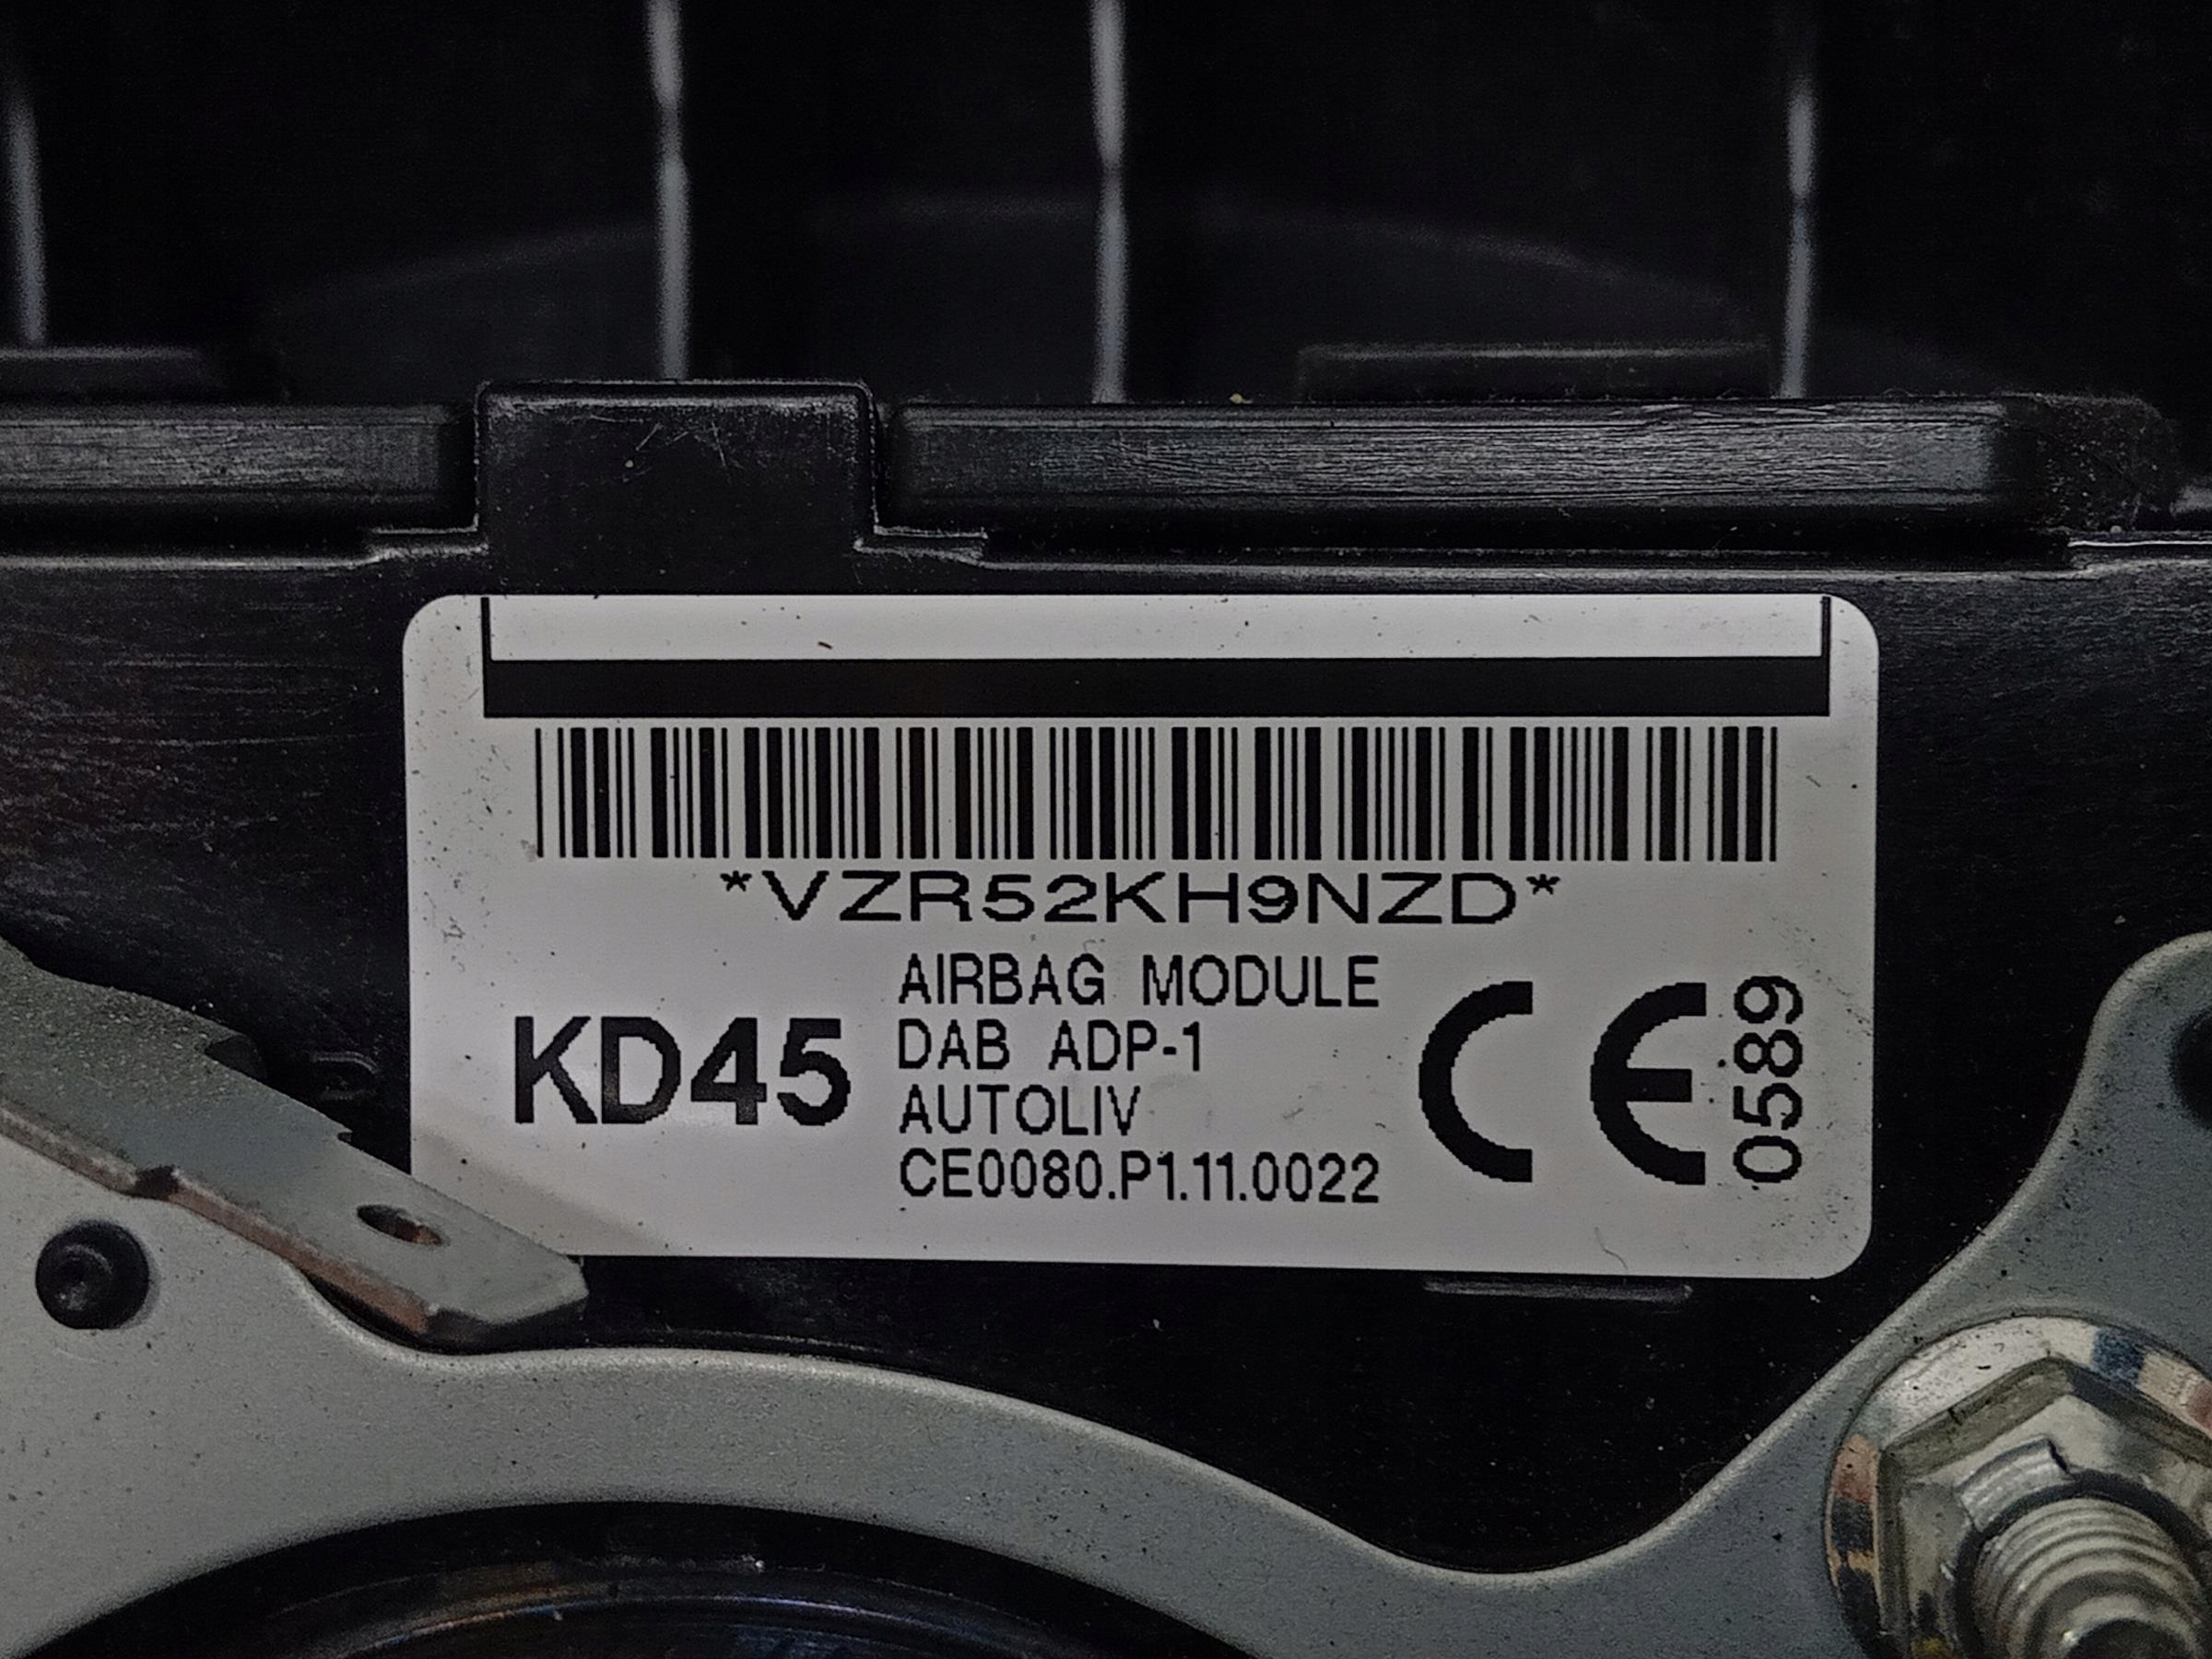 *VZR52KH9NZD*
KD45
AIRBAG MODULE
DAB ADP-1
AUTOLIV
CE0080.P1.11.0022
CE
0589